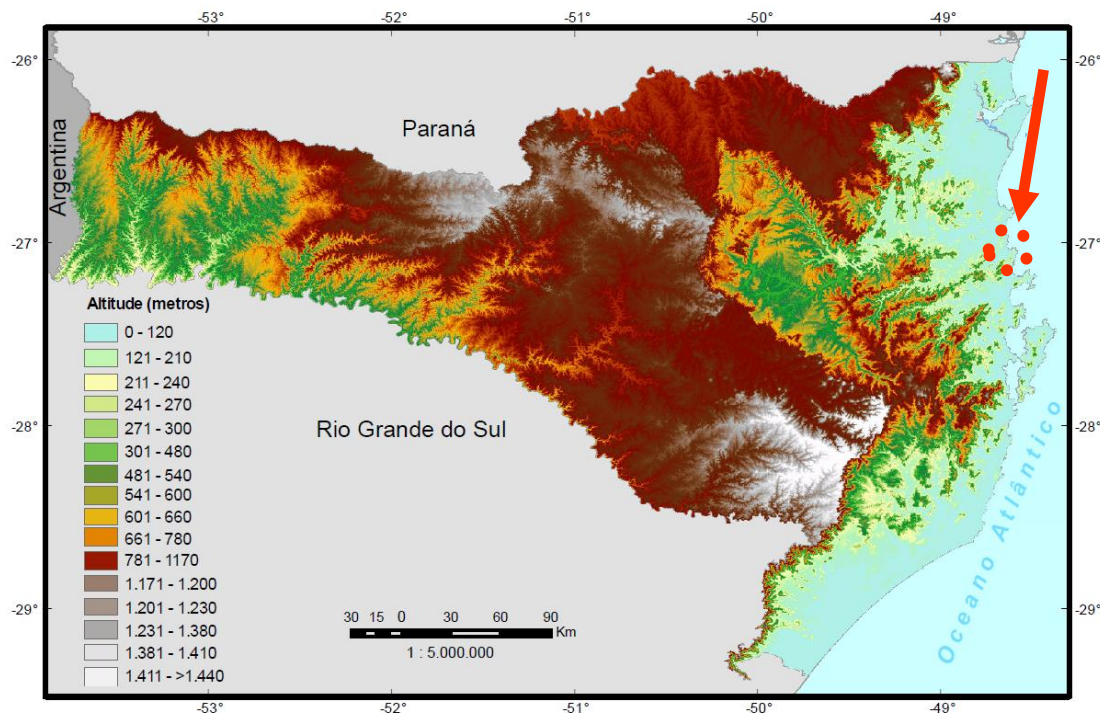 -53° -52° -51° -50° -49°
-26° -26°
Paraná
Argentina
-27° -27°
Altitude (metros)
0 - 120
121 - 210
211 - 240
241 - 270
271 - 300
301 - 480
481 - 540
541 - 600
601 - 660
661 - 780
781 - 1170
1.171 - 1.200
1.201 - 1.230
1.231 - 1.380
1.381 - 1.410
1.411 - >1.440
Rio Grande do Sul
-28° -28°
Oceano Atlântico
-29° -29°
30 15 0 30 60 90
Km
1 : 5.000.000
-53° -52° -51° -50° -49°